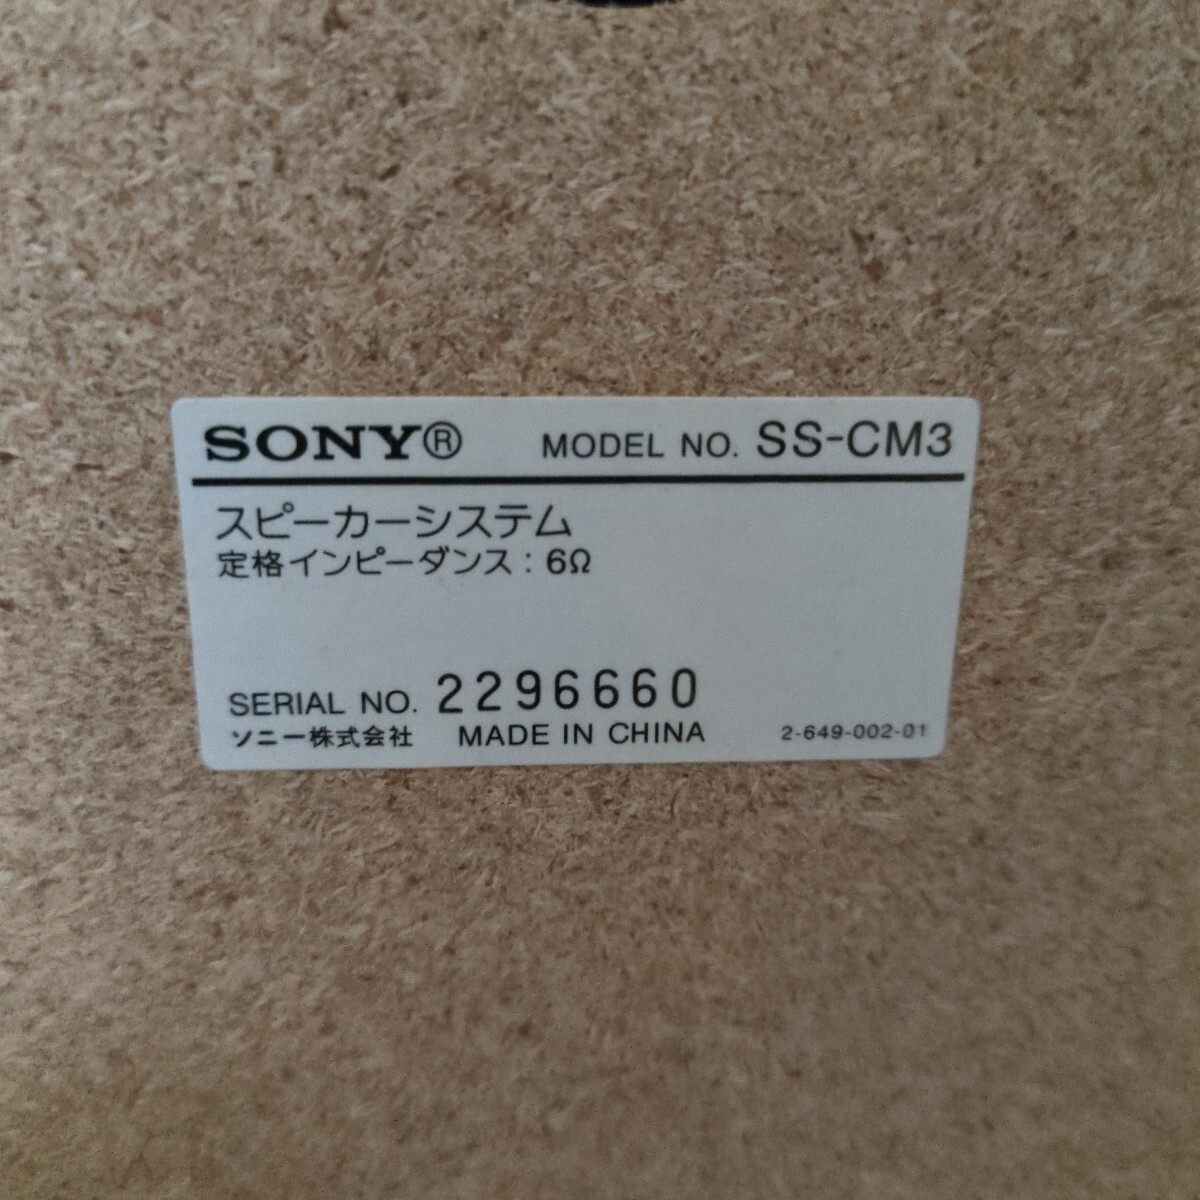 SONY® MODEL NO. SS-CM3
スピーカーシステム
定格インピーダンス : 6Ω
SERIAL NO. 2296660
ソニー株式会社 MADE IN CHINA 2-649-002-01